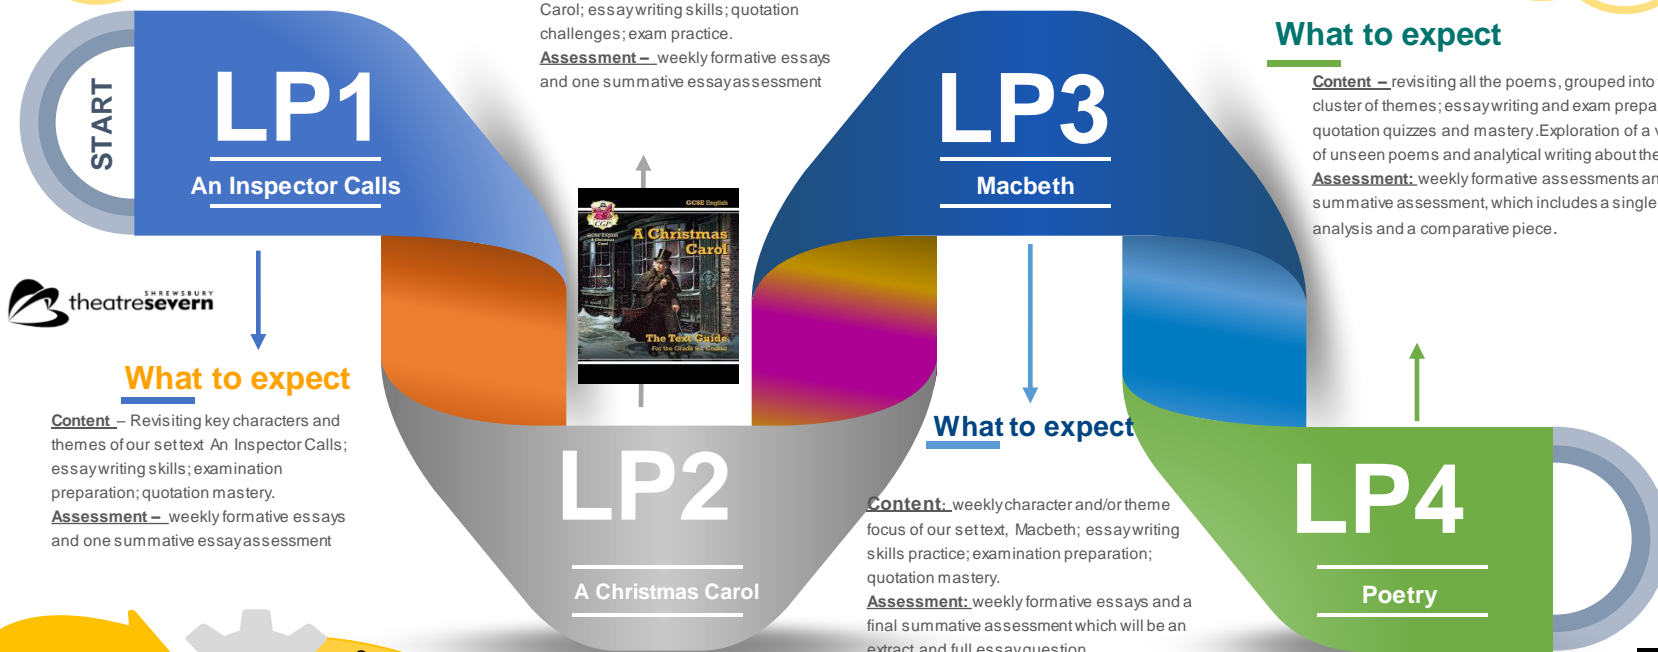 START
LP1
An Inspector Calls
SHREWSBURY
theatresevern
What to expect
Content – Revisiting key characters and
themes of our set text An Inspector Calls;
essay writing skills; examination
preparation; quotation mastery.
Assessment – weekly formative essays
and one summative essay assessment
Carol; essay writing skills; quotation
challenges; exam practice.
Assessment – weekly formative essays
and one summative essay assessment
GCSE English
CGP
A Christmas
Carol
The Text Guide
For the Grade 9-1 Course
LP2
A Christmas Carol
LP3
Macbeth
What to expect
Content: weekly character and/or theme
focus of our set text, Macbeth; essay writing
skills practice; examination preparation;
quotation mastery.
Assessment: weekly formative essays and a
final summative assessment which will be an
extract and full essay question
What to expect
Content – revisiting all the poems, grouped into
cluster of themes; essay writing and exam prepa
quotation quizzes and mastery. Exploration of a v
of unseen poems and analytical writing about the
Assessment: weekly formative assessments an
summative assessment, which includes a single
analysis and a comparative piece.
LP4
Poetry